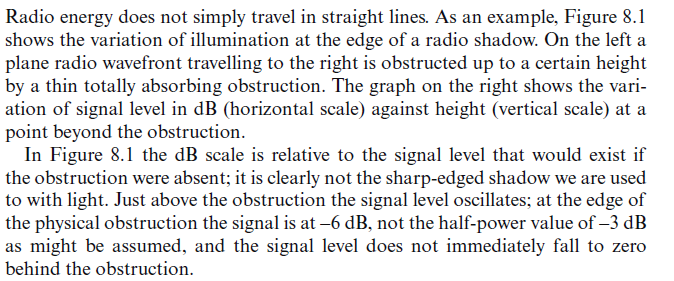 Radio energy does not simply travel in straight lines. As an example, Figure 8.1
shows the variation of illumination at the edge of a radio shadow. On the left a
plane radio wavefront travelling to the right is obstructed up to a certain height
by a thin totally absorbing obstruction. The graph on the right shows the vari-
ation of signal level in dB (horizontal scale) against height (vertical scale) at a
point beyond the obstruction.
In Figure 8.1 the dB scale is relative to the signal level that would exist if
the obstruction were absent; it is clearly not the sharp-edged shadow we are used
to with light. Just above the obstruction the signal level oscillates; at the edge of
the physical obstruction the signal is at –6 dB, not the half-power value of –3 dB
as might be assumed, and the signal level does not immediately fall to zero
behind the obstruction.